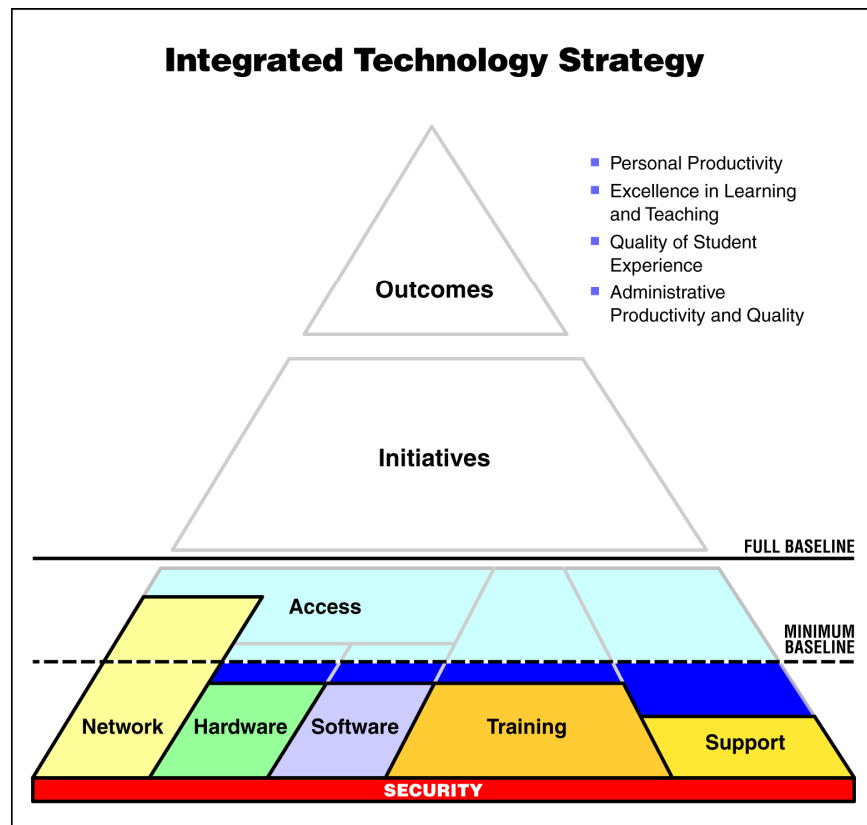 Integrated Technology Strategy
Personal Productivity
Excellence in Learning
and Teaching
Quality of Student
Experience
Administrative
Productivity and Quality
Outcomes
Initiatives
FULL BASELINE
Access
MINIMUM
BASELINE
Network
Hardware
Software
Training
Support
SECURITY